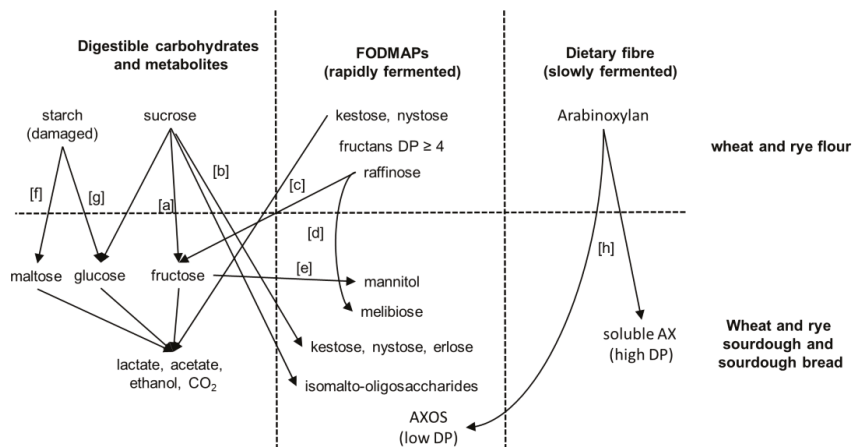 Digestible carbohydrates
and metabolites
FODMAPs
(rapidly fermented)
Dietary fibre
(slowly fermented)
starch
(damaged)
sucrose
kestose, nystose
fructans DP ≥ 4
raffinose
Arabinoxylan
wheat and rye flour
[f]
[g]
[a]
[b]
[c]
[d]
[e]
[h]
maltose
glucose
fructose
mannitol
melibiose
lactate, acetate,
ethanol, CO₂
kestose, nystose, erlose
isomalto-oligosaccharides
AXOS
(low DP)
soluble AX
(high DP)
Wheat and rye
sourdough and
sourdough bread